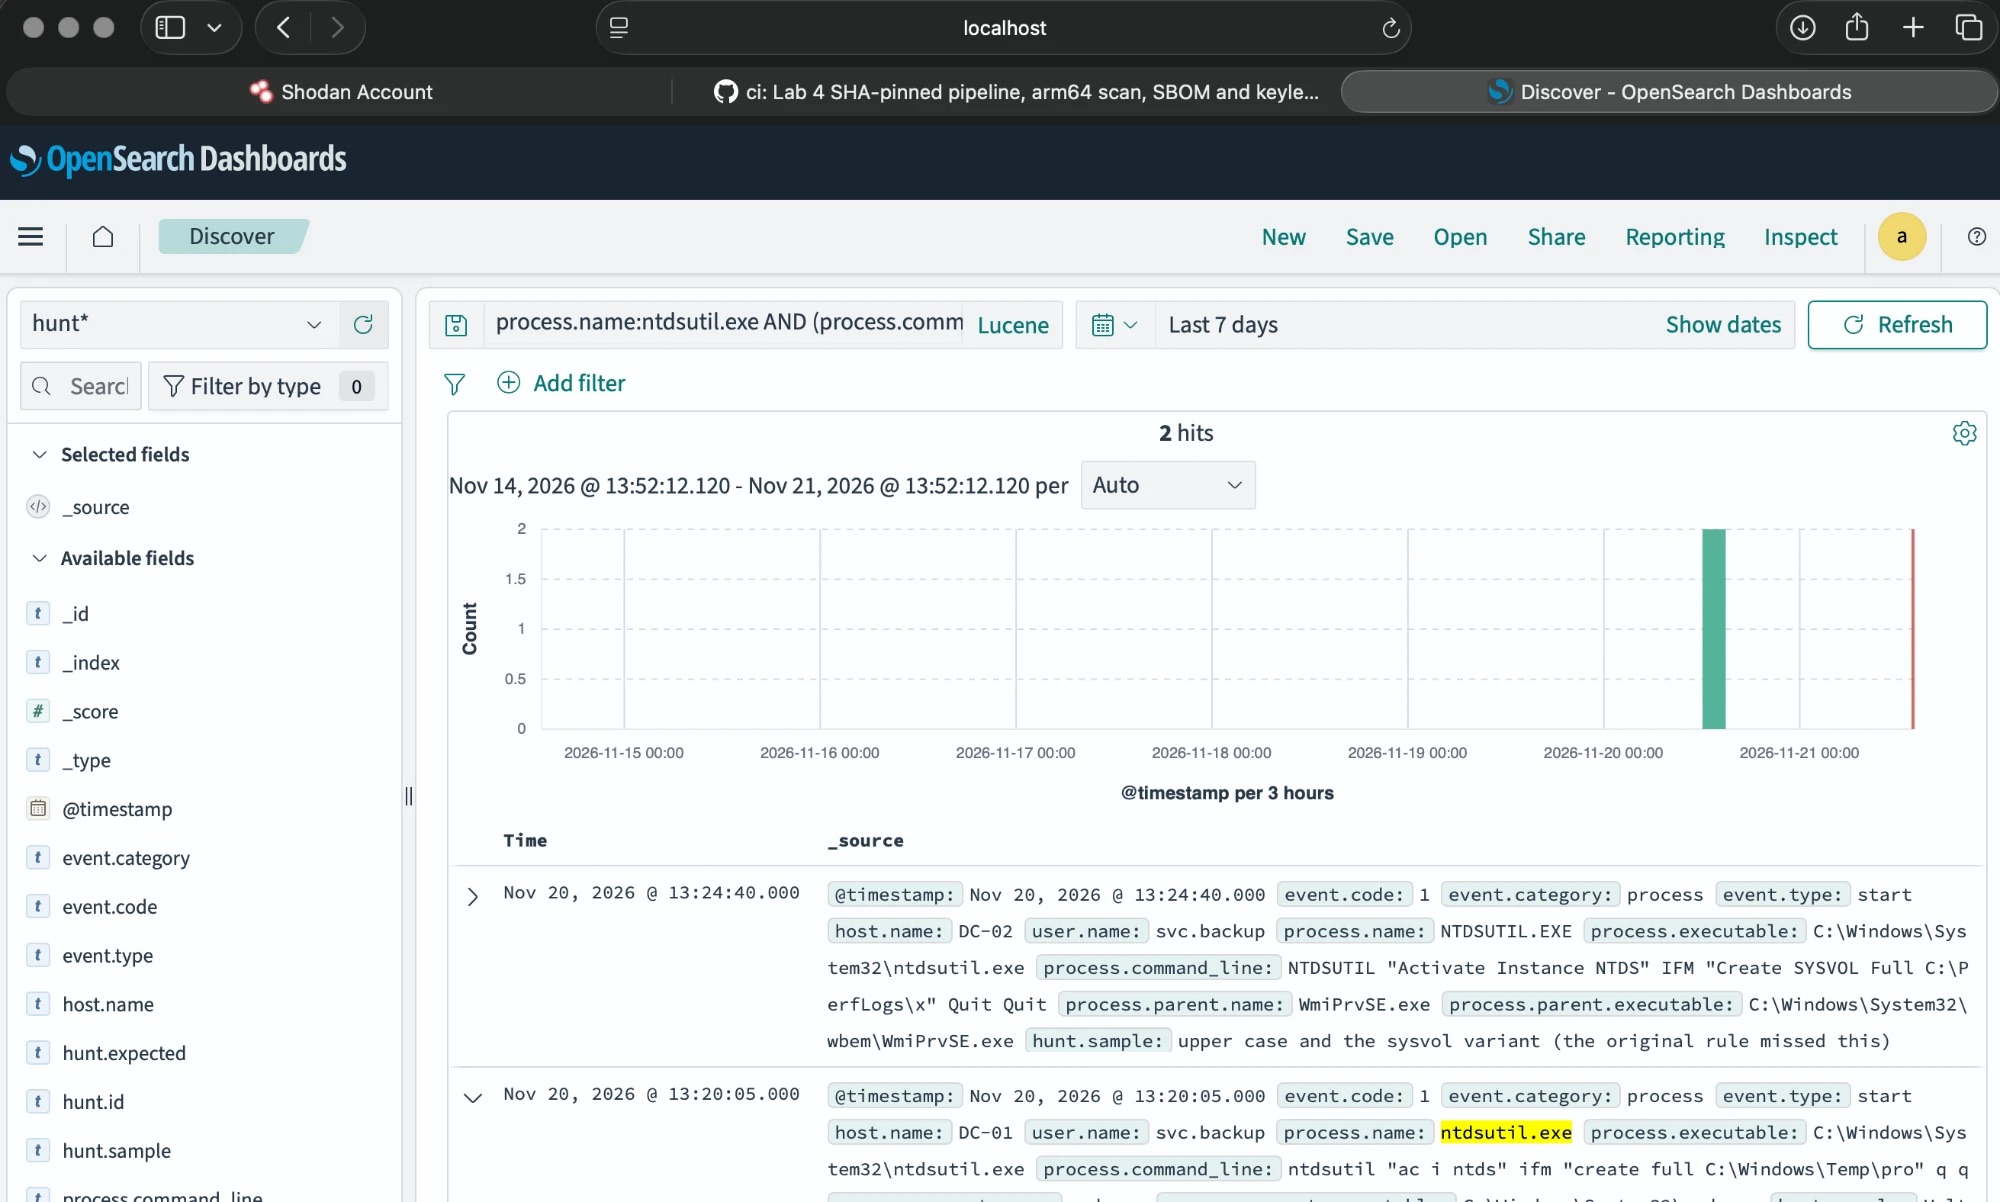 localhost
Shodan Account
ci: Lab 4 SHA-pinned pipeline, arm64 scan, SBOM and keyle...
Discover - OpenSearch Dashboards
OpenSearch Dashboards
Discover
New Save Open Share Reporting Inspect a
hunt*
process.name:ntdsutil.exe AND (process.comm Lucene
Last 7 days Show dates
Refresh
Search
Filter by type 0
Add filter
2 hits
Selected fields
Nov 14, 2026 @ 13:52:12.120 - Nov 21, 2026 @ 13:52:12.120 per Auto
_source
Available fields
t _id
t _index
# _score
t _type
@timestamp
t event.category
t event.code
t event.type
t host.name
t hunt.expected
t hunt.id
t hunt.sample
t process.command_line
2
1.5
1
0.5
0
Count
2026-11-15 00:00 2026-11-16 00:00 2026-11-17 00:00 2026-11-18 00:00 2026-11-19 00:00 2026-11-20 00:00 2026-11-21 00:00
@timestamp per 3 hours
Time _source
Nov 20, 2026 @ 13:24:40.000 @timestamp: Nov 20, 2026 @ 13:24:40.000 event.code: 1 event.category: process event.type: start
host.name: DC-02 user.name: svc.backup process.name: NTDSUTIL.EXE process.executable: C:\Windows\Sys
tem32\ntdsutil.exe process.command_line: NTDSUTIL "Activate Instance NTDS" IFM "Create SYSVOL Full C:\P
erfLogs\x" Quit Quit process.parent.name: WmiPrvSE.exe process.parent.executable: C:\Windows\System32\
wbem\WmiPrvSE.exe hunt.sample: upper case and the sysvol variant (the original rule missed this)
Nov 20, 2026 @ 13:20:05.000 @timestamp: Nov 20, 2026 @ 13:20:05.000 event.code: 1 event.category: process event.type: start
host.name: DC-01 user.name: svc.backup process.name: ntdsutil.exe process.executable: C:\Windows\Sys
tem32\ntdsutil.exe process.command_line: ntdsutil "ac i ntds" ifm "create full C:\Windows\Temp\pro" q q